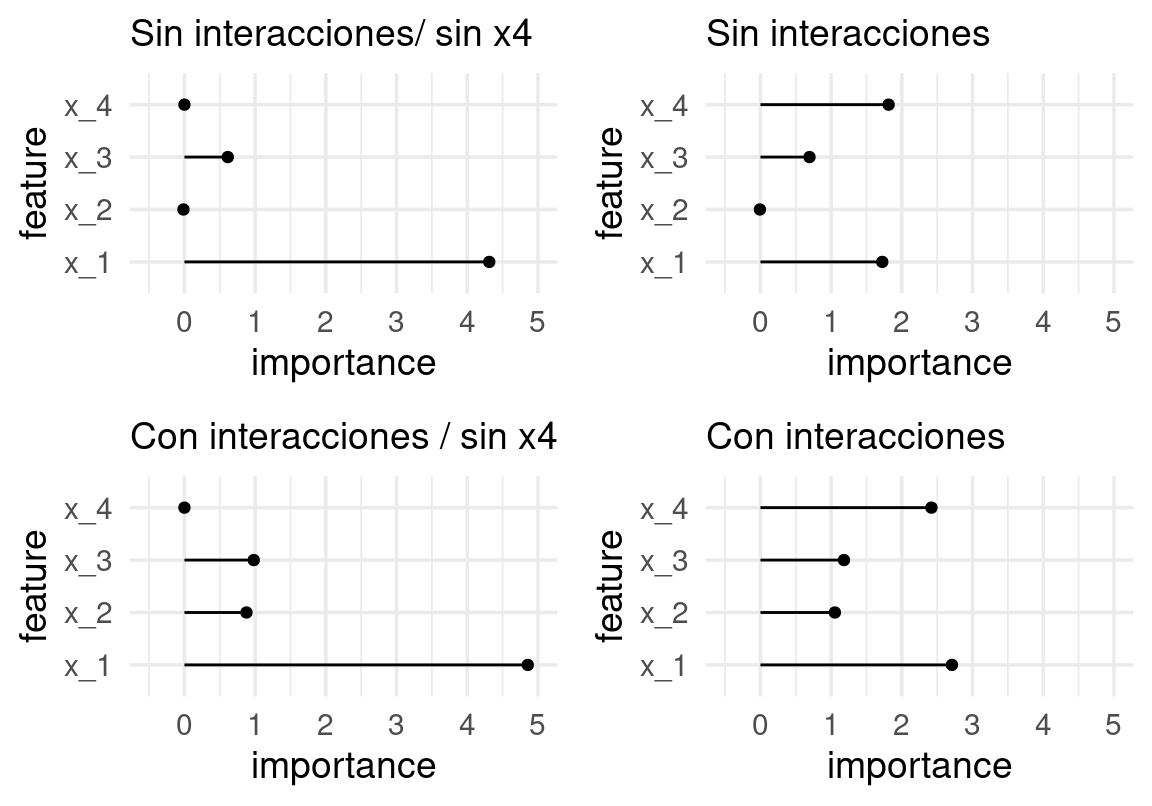 Sin interacciones/ sin x4
feature
x_4
x_3
x_2
x_1
0 1 2 3 4 5
importance
Sin interacciones
feature
x_4
x_3
x_2
x_1
0 1 2 3 4 5
importance
Con interacciones / sin x4
feature
x_4
x_3
x_2
x_1
0 1 2 3 4 5
importance
Con interacciones
feature
x_4
x_3
x_2
x_1
0 1 2 3 4 5
importance